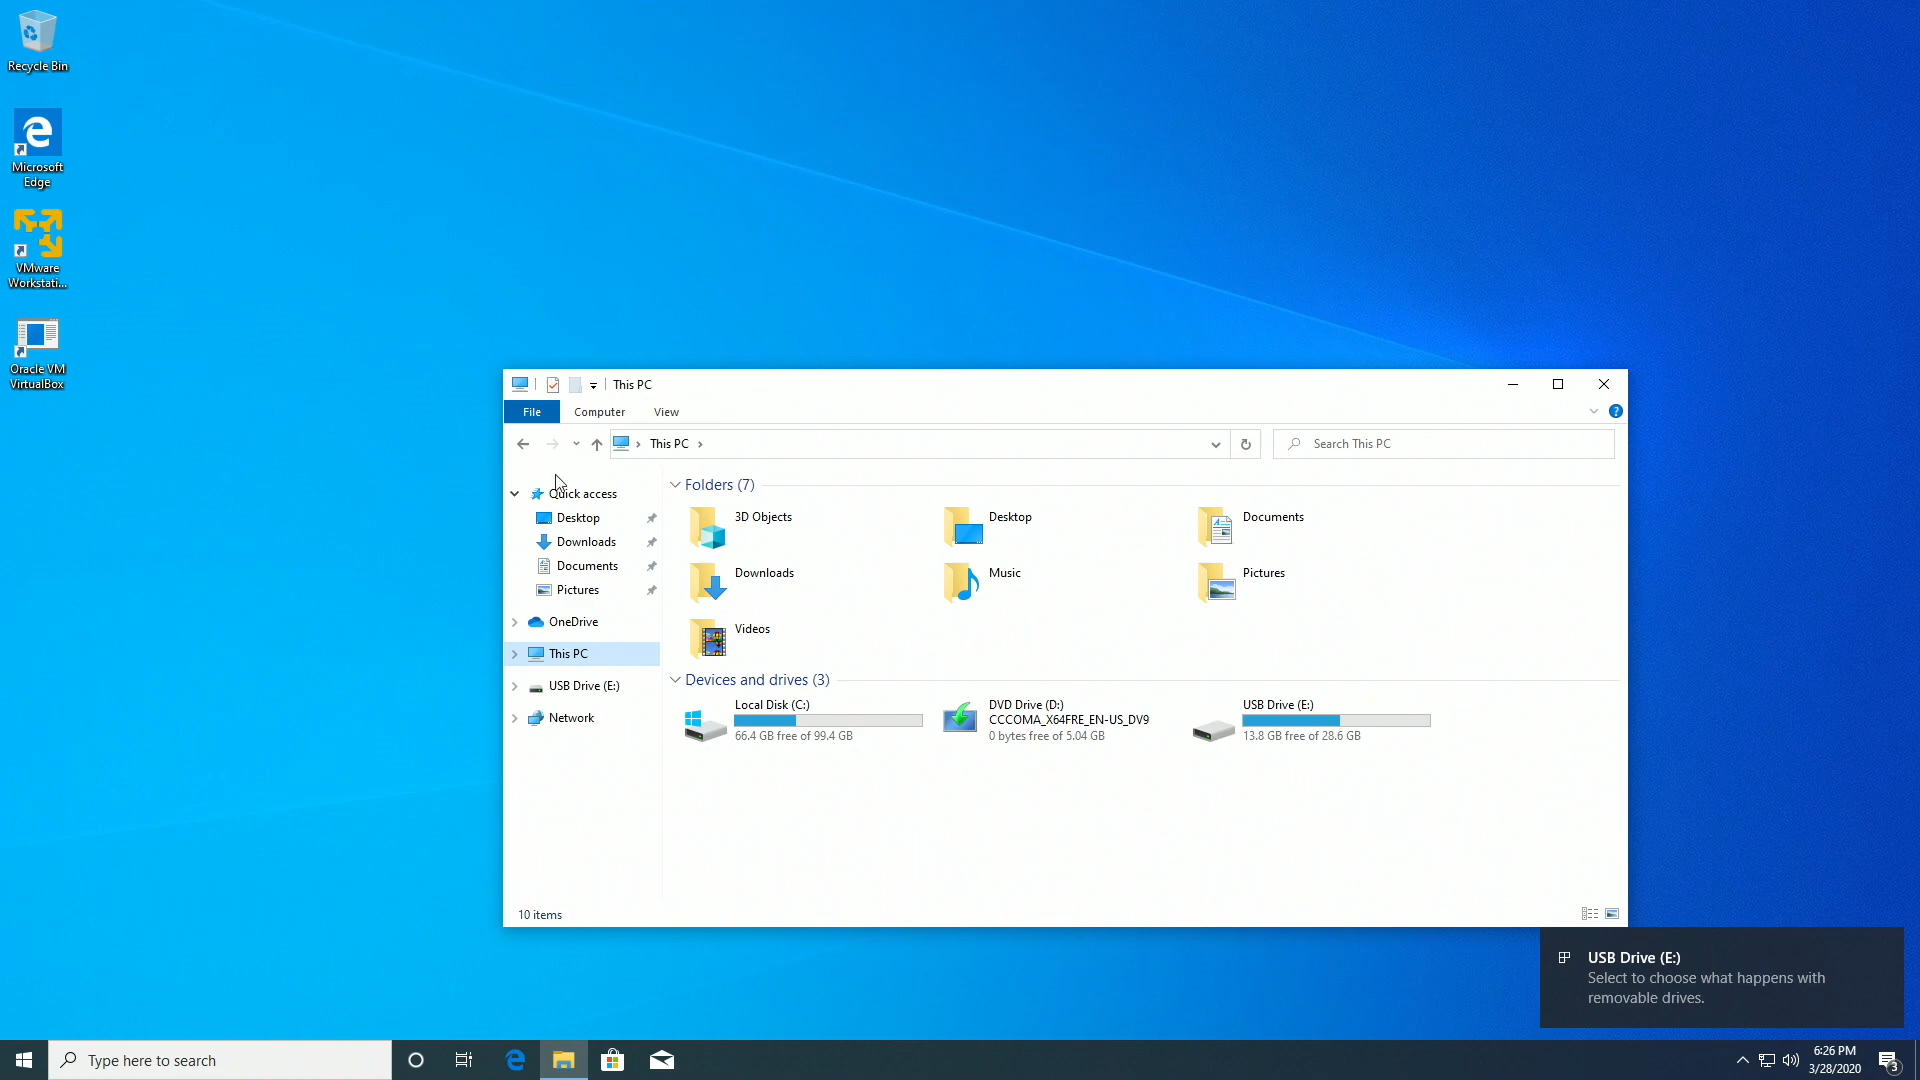 Recycle Bin
Microsoft
Edge
VMware
Workstati...
Oracle VM
VirtualBox
This PC
File
Computer
View
This PC
Search This PC
Quick access
Desktop
Downloads
Documents
Pictures
OneDrive
This PC
USB Drive (E:)
Network
Folders (7)
3D Objects
Desktop
Documents
Downloads
Music
Pictures
Videos
Devices and drives (3)
Local Disk (C:)
66.4 GB free of 99.4 GB
DVD Drive (D:)
CCCOMA_X64FRE_EN-US_DV9
0 bytes free of 5.04 GB
USB Drive (E:)
13.8 GB free of 28.6 GB
10 items
USB Drive (E:)
Select to choose what happens with
removable drives.
Type here to search
6:26 PM
3/28/2020
3